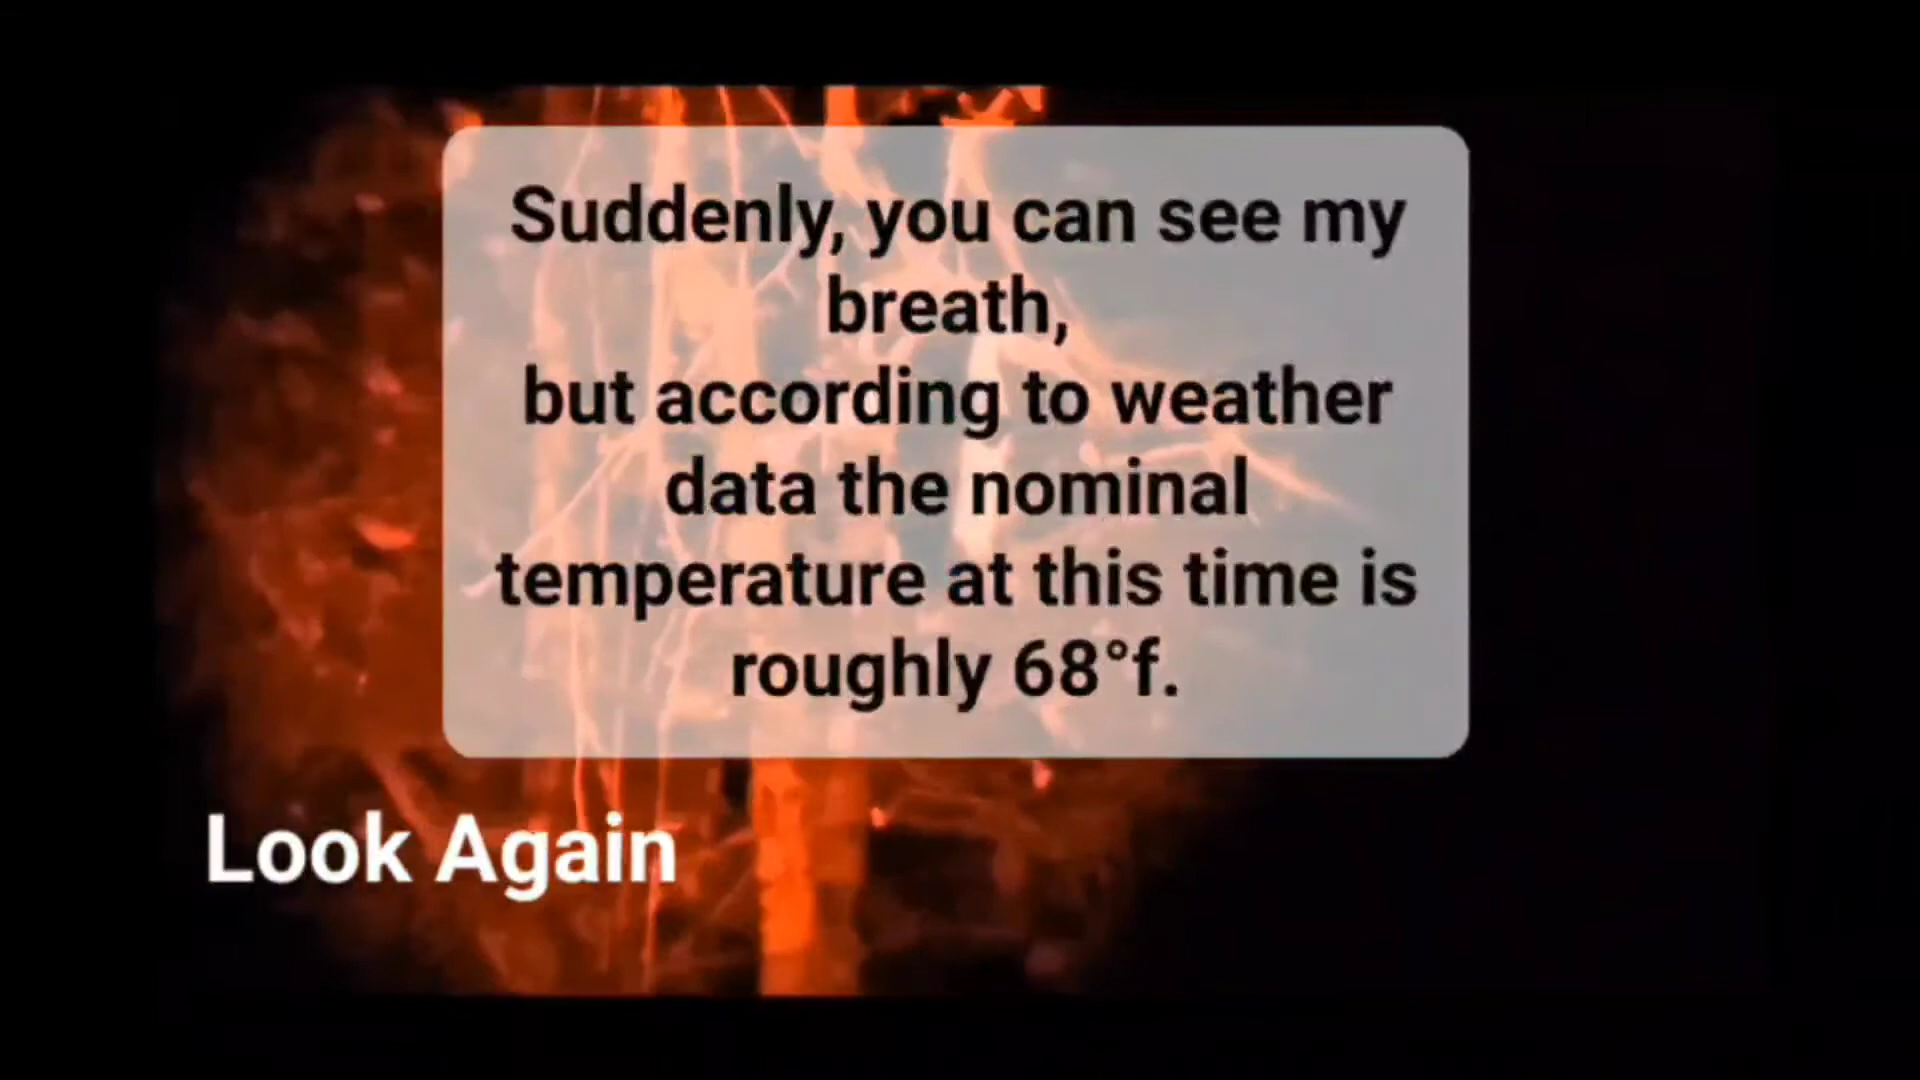 Suddenly, you can see my
breath,
but according to weather
data the nominal
temperature at this time is
roughly 68°f.
Look Again